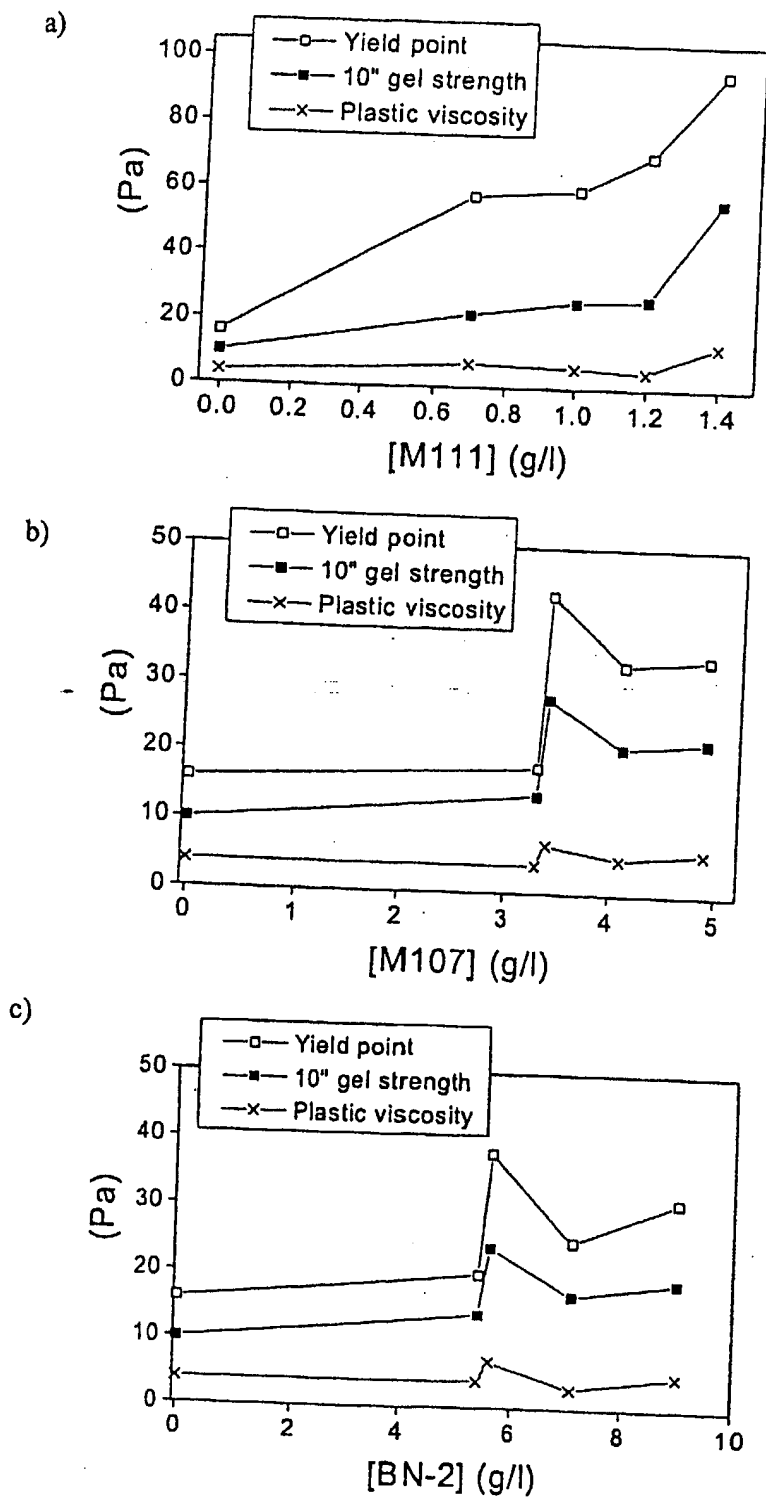 a)
Yield point
10" gel strength
Plastic viscosity
(Pa)
100
80
60
40
20
0
0.0 0.2 0.4 0.6 0.8 1.0 1.2 1.4
[M111] (g/l)
b)
Yield point
10" gel strength
Plastic viscosity
(Pa)
50
40
30
20
10
0
0 1 2 3 4 5
[M107] (g/l)
c)
Yield point
10" gel strength
Plastic viscosity
(Pa)
50
40
30
20
10
0
0 2 4 6 8 10
[BN-2] (g/l)